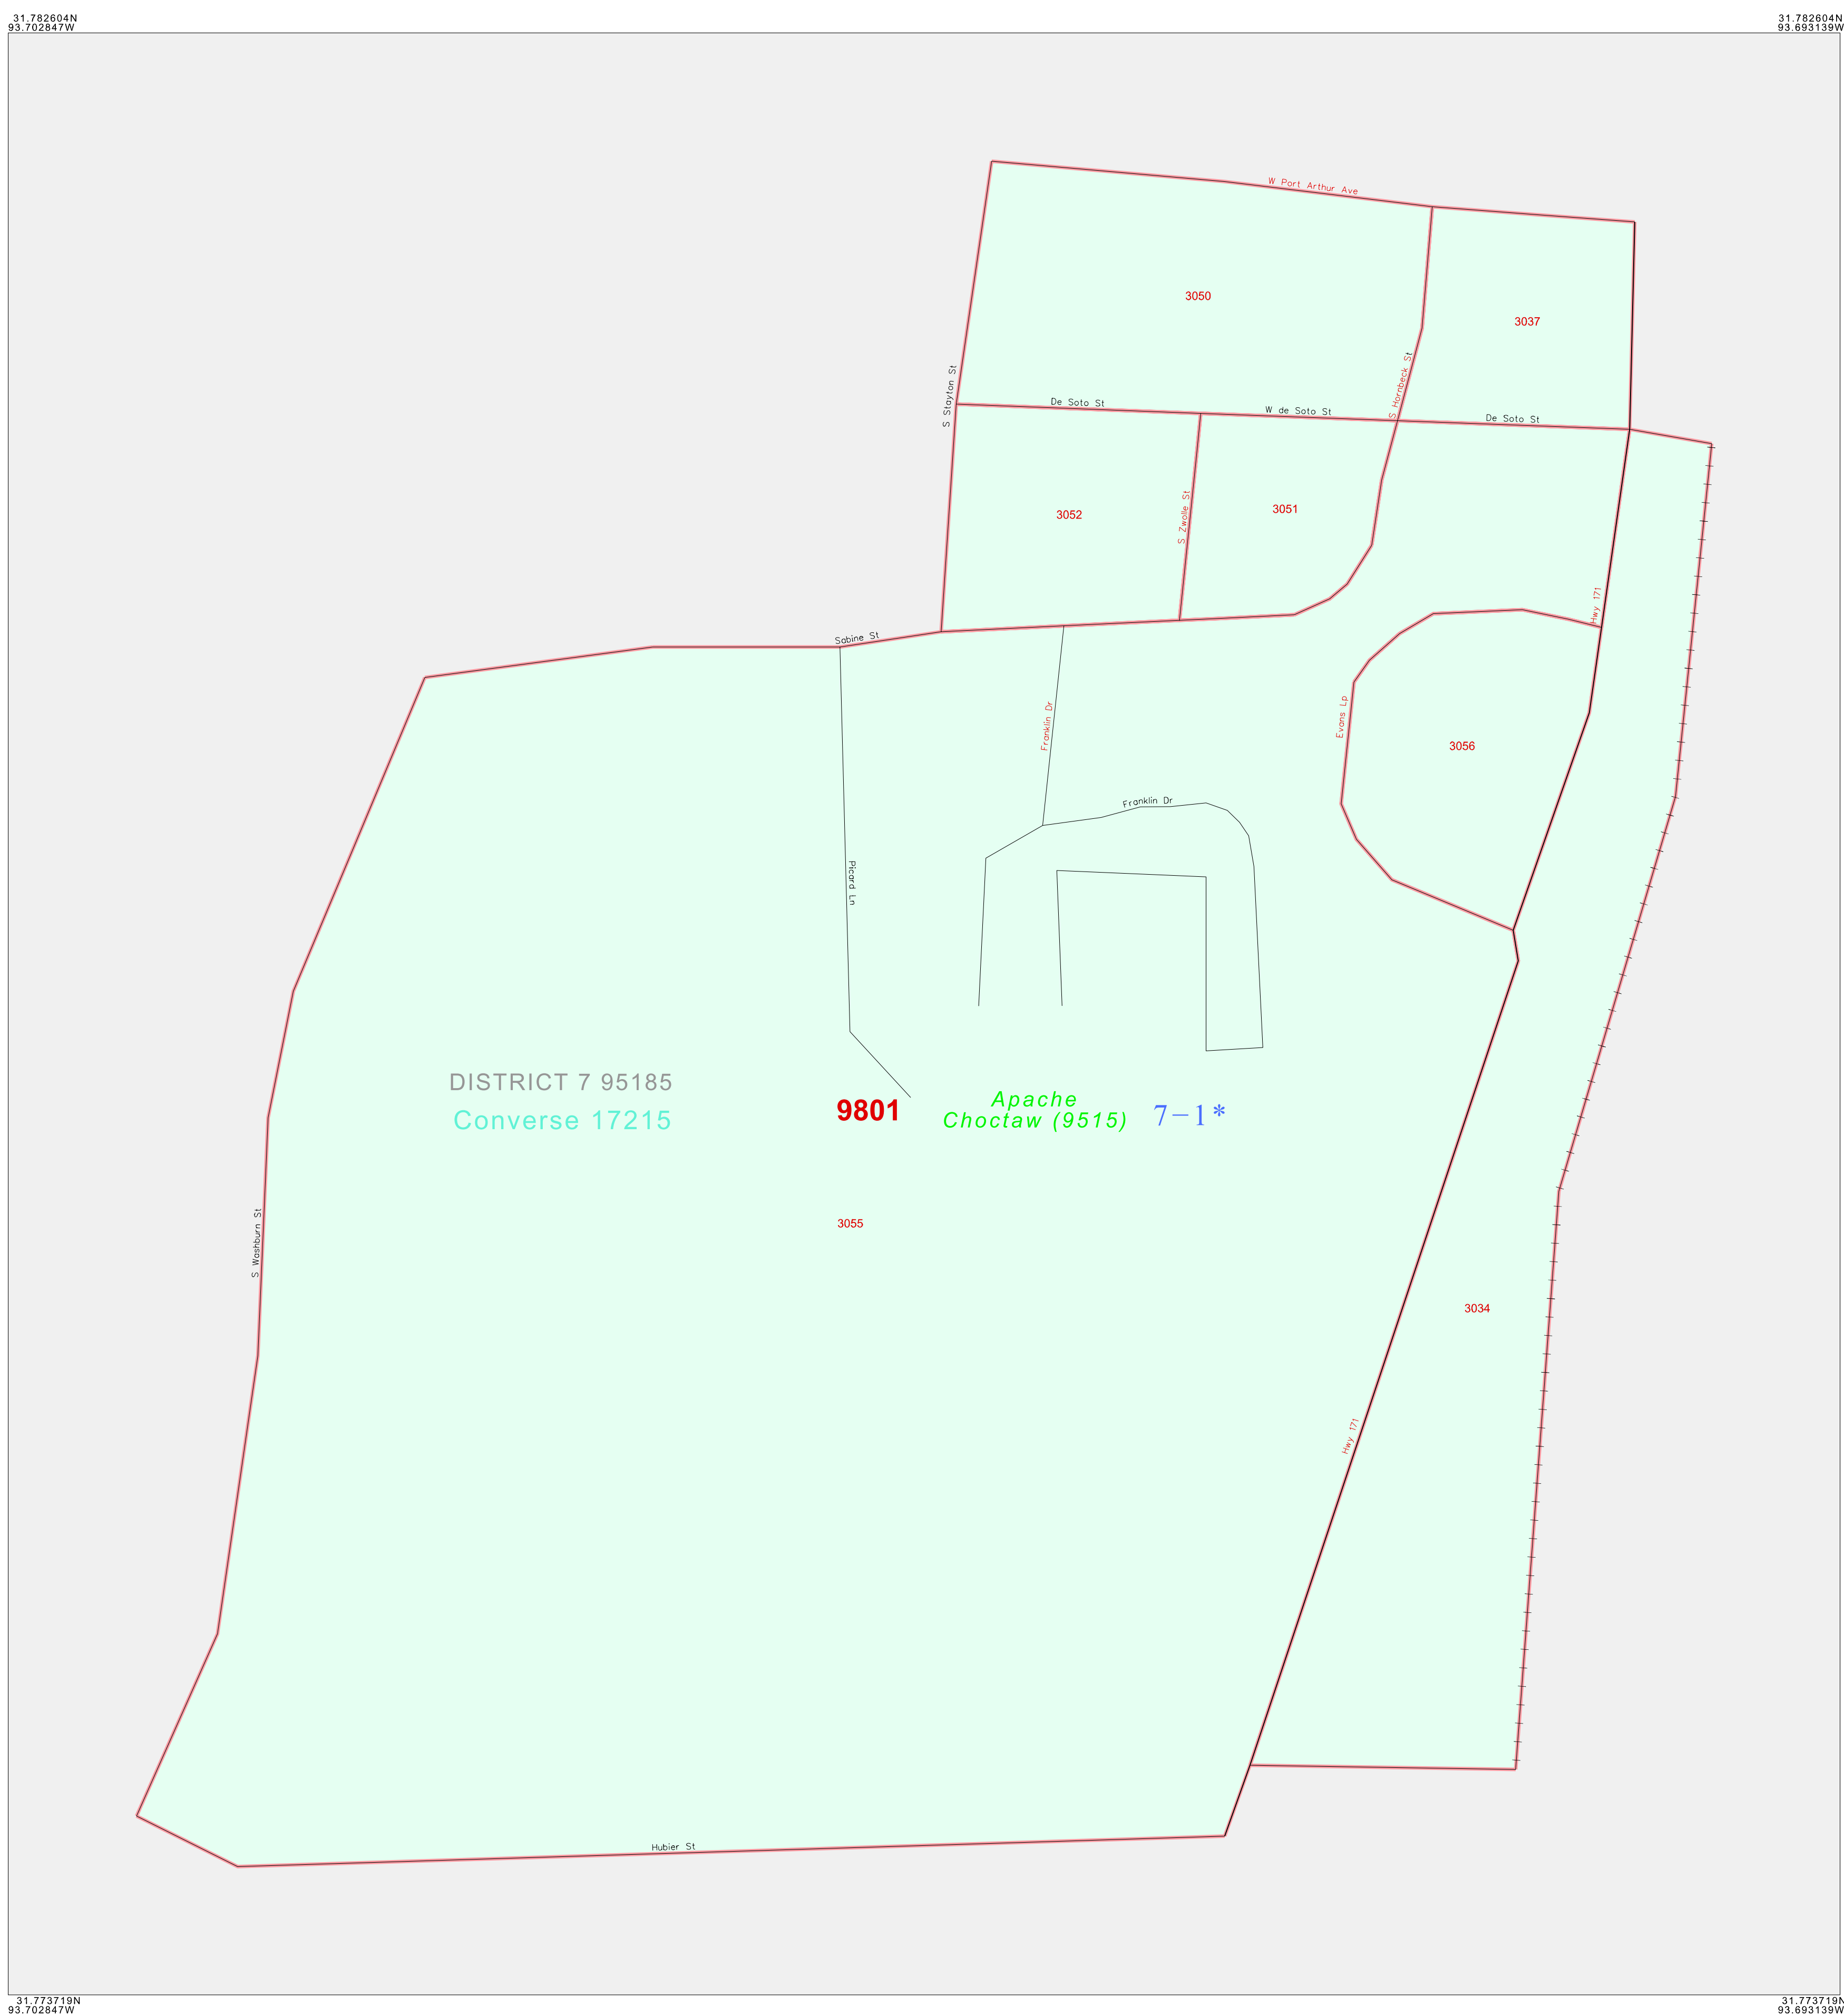 31.782604N
93.702847W
31.782604N
93.693139W
W Port Arthur Ave
3050
3037
S Stayton St
S Hornbeck St
De Soto St
W de Soto St
De Soto St
3052
S Zwolle St
3051
Hwy 171
Sabine St
Franklin Dr
Evans Lp
3056
Franklin Dr
Picard Ln
DISTRICT 7 95185
Converse 17215
9801
Apache
Choctaw (9515)
7-1*
S Washburn St
3055
3034
Hwy 171
Hubier St
31.773719N
93.702847W
31.773719N
93.693139W